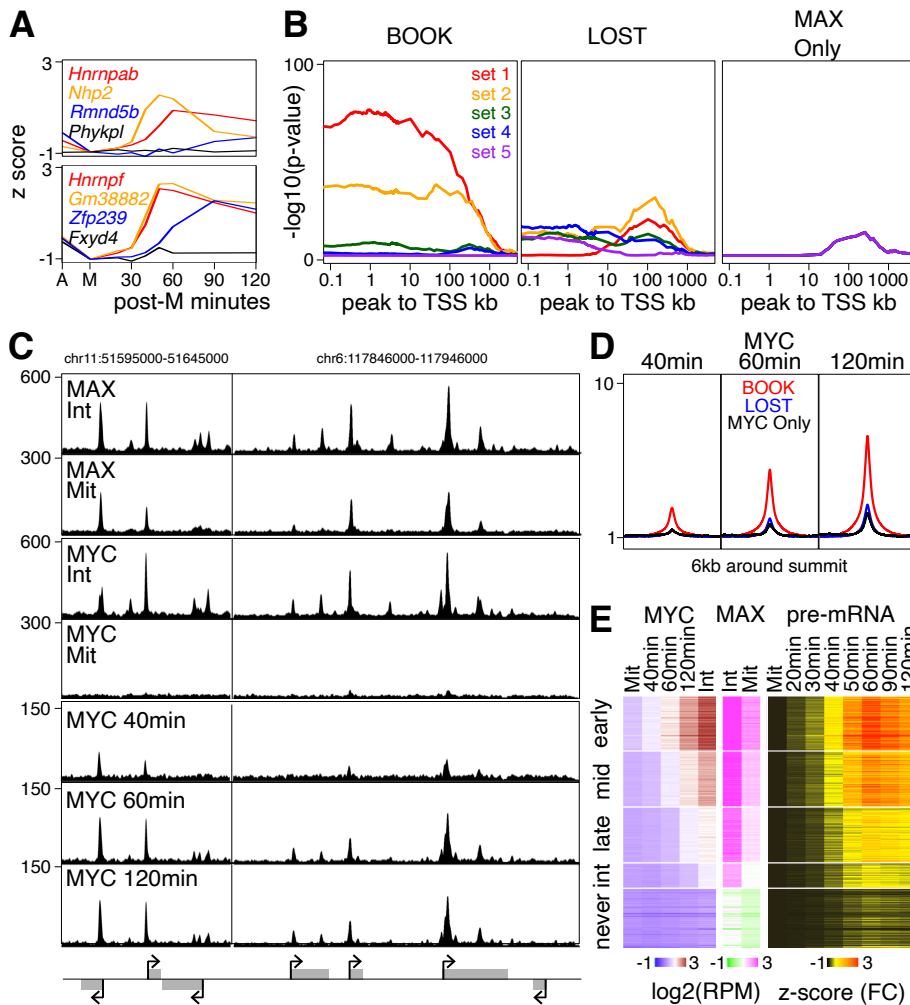 A
3
Hnrnpab
Nhp2
Rmnd5b
Phykpl
-1
3
Hnrnpf
Gm38882
Zfp239
Fxyd4
-1
z score
A M 30 60 90 120
post-M minutes
B
BOOK
LOST
MAX
Only
100
-log10(p-value)
0
set 1
set 2
set 3
set 4
set 5
0.1 1 10 100 1000
0.1 1 10 100 1000
0.1 1 10 100 1000
peak to TSS kb
peak to TSS kb
peak to TSS kb
C
chr11:51595000-51645000
chr6:117846000-117946000
600
MAX
Int
300
MAX
Mit
600
MYC
Int
300
MYC
Mit
150
MYC 40min
150
MYC 60min
150
MYC 120min
D
MYC
40min 60min 120min
10
BOOK
LOST
MYC Only
1
6kb around summit
E
MYC MAX pre-mRNA
Mit 40min 60min 120min Int
Int Mit
Mit 20min 30min 40min 50min 60min 90min 120min
early
mid
late
int
never
-1 3 -1 3 -1 3
log2(RPM)
z-score (FC)